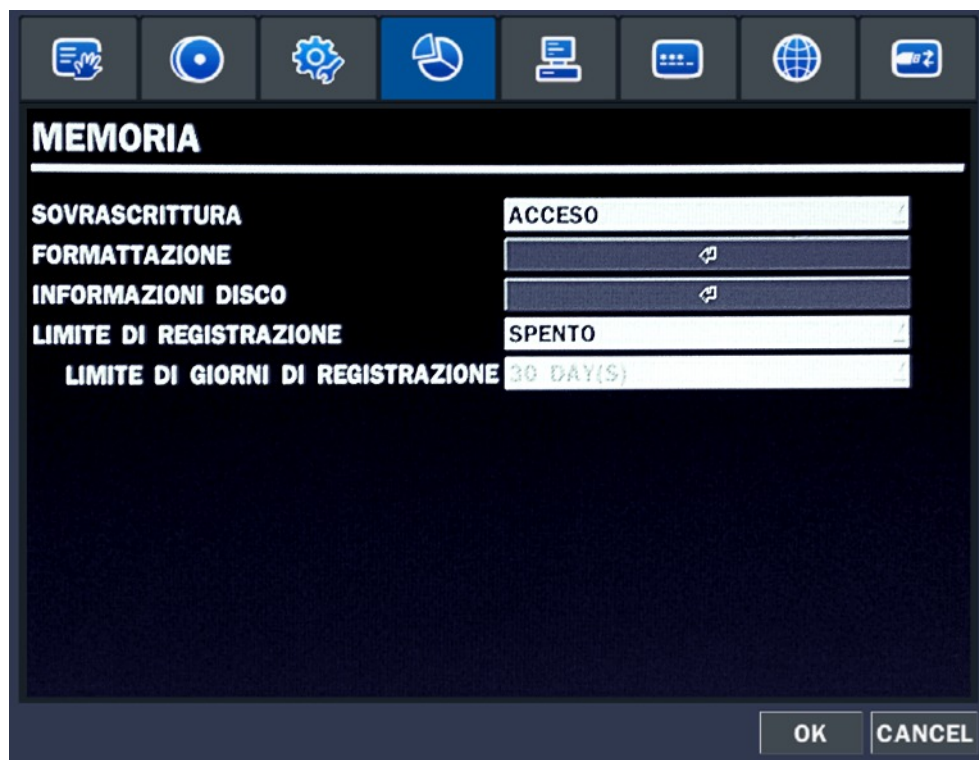 MEMORIA
SOVRASCRITTURA ACCESO
FORMATTAZIONE
INFORMAZIONI DISCO
LIMITE DI REGISTRAZIONE SPENTO
LIMITE DI GIORNI DI REGISTRAZIONE 30 DAY(S)
OK CANCEL